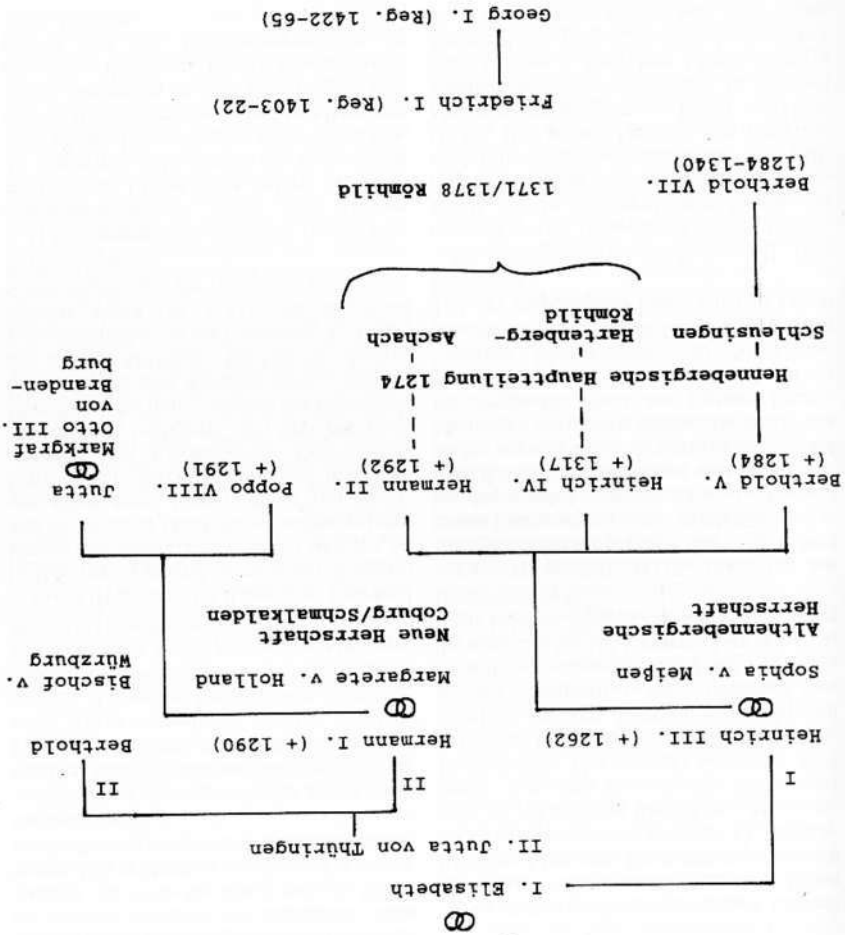 I. Elisabeth
II. Jutta von Thüringen
I
II
II
Heinrich III. (+ 1262)
Sophia v. Meißen
Althennebergische
Herrschaft
Hermann I. (+ 1290)
Margarete v. Holland
Neue Herrschaft
Coburg/Schmalkalden
Berthold
Bischof v.
Würzburg
Berthold V.
(+ 1284)
Heinrich IV.
(+ 1317)
Hermann II.
(+ 1292)
Poppo VIII.
(+ 1291)
Jutta
Markgraf
Otto III.
von
Branden-
burg
Hennebergische Hauptteilung 1274
Schleusingen
Hartenberg-
Römhild
Aschach
Berthold VII.
(1284-1340)
1371/1378 Römhild
Friedrich I. (Reg. 1403-22)
Georg I. (Reg. 1422-65)